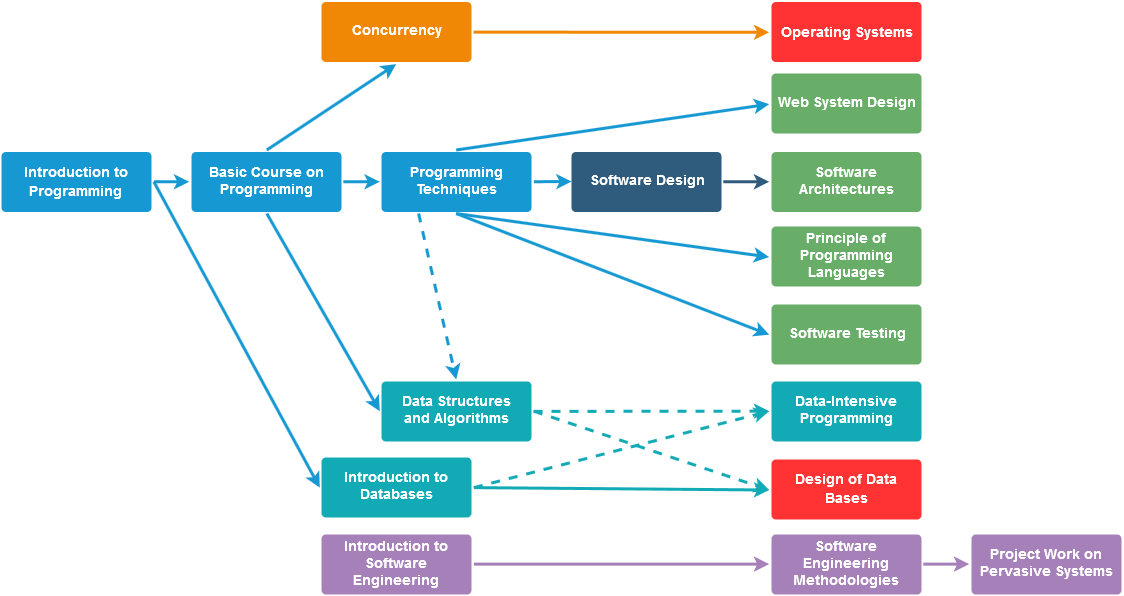 Concurrency
Operating Systems
Web System Design
Introduction to
Programming
Basic Course on
Programming
Programming
Techniques
Software Design
Software
Architectures
Principle of
Programming
Languages
Software Testing
Data Structures
and Algorithms
Data-Intensive
Programming
Introduction to
Databases
Design of Data
Bases
Introduction to
Software
Engineering
Software
Engineering
Methodologies
Project Work on
Pervasive Systems